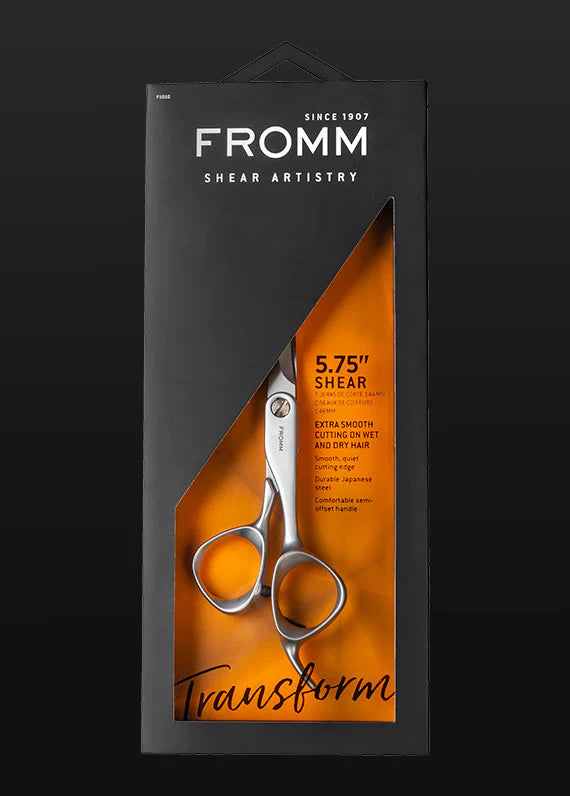 F1010
SINCE 1907
FROMM
SHEAR ARTISTRY
5.75"
SHEAR
TIJERAS DE CORTE 146MM
CISEAUX DE COIFFURE
146MM
EXTRA SMOOTH
CUTTING ON WET
AND DRY HAIR
Smooth, quiet
cutting edge
Durable Japanese
steel
Comfortable semi-
offset handle
FROMM
Transform